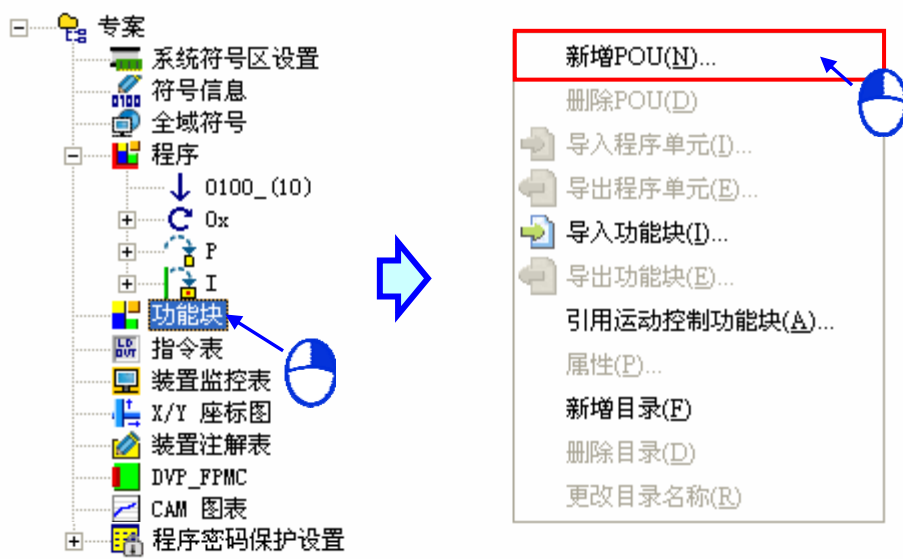 专案
系统符号区设置
符号信息
0100
全域符号
程序
O100_(10)
Ox
P
I
功能块
LD
OUT
指令表
装置监控表
X/Y 座标图
装置注解表
DVP_FPMC
CAM 图表
程序密码保护设置
新增POU(N)...
删除POU(D)
导入程序单元(I)...
导出程序单元(E)...
导入功能块(I)...
导出功能块(E)...
引用运动控制功能块(A)...
属性(P)...
新增目录(F)
删除目录(D)
更改目录名称(R)